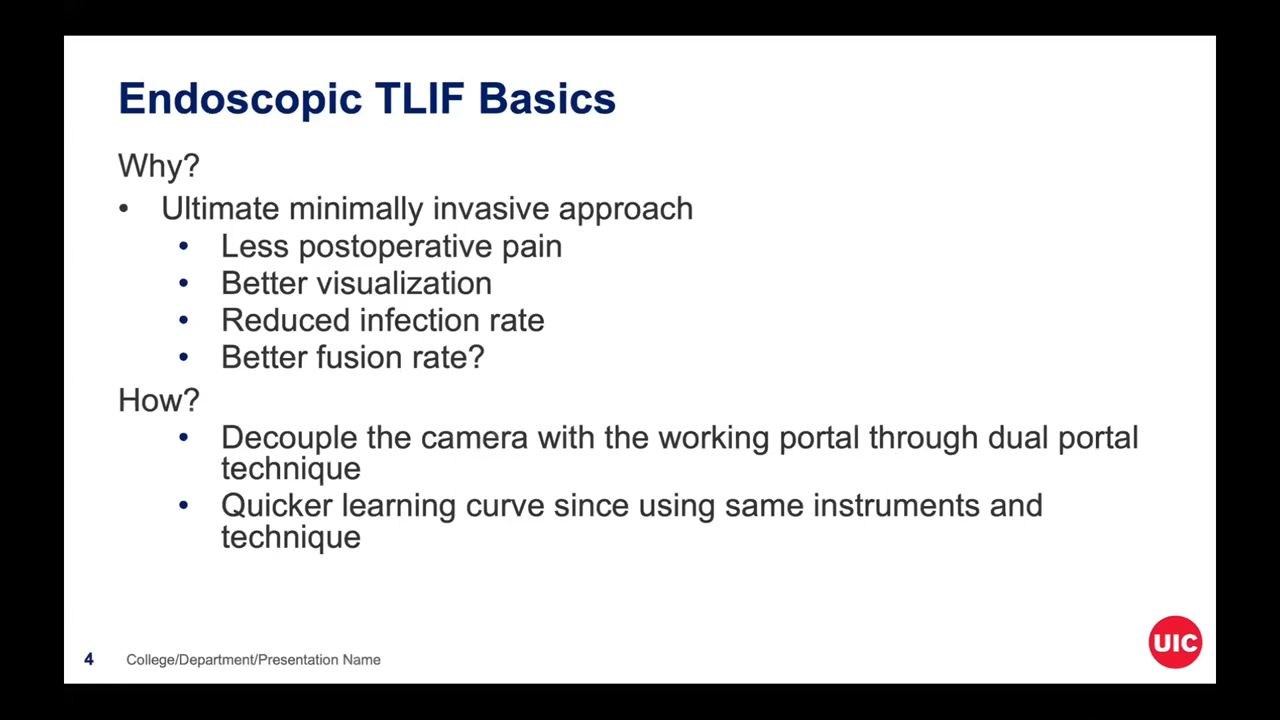 Endoscopic TLIF Basics
Why?
• Ultimate minimally invasive approach
• Less postoperative pain
• Better visualization
• Reduced infection rate
• Better fusion rate?
How?
• Decouple the camera with the working portal through dual portal
technique
• Quicker learning curve since using same instruments and
technique
4 College/Department/Presentation Name
UIC